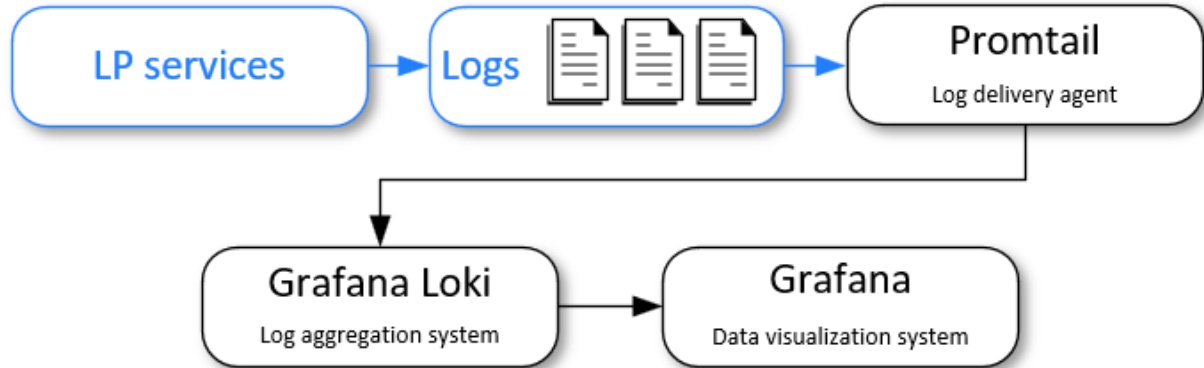 LP services
Logs
Promtail
Log delivery agent
Grafana Loki
Log aggregation system
Grafana
Data visualization system